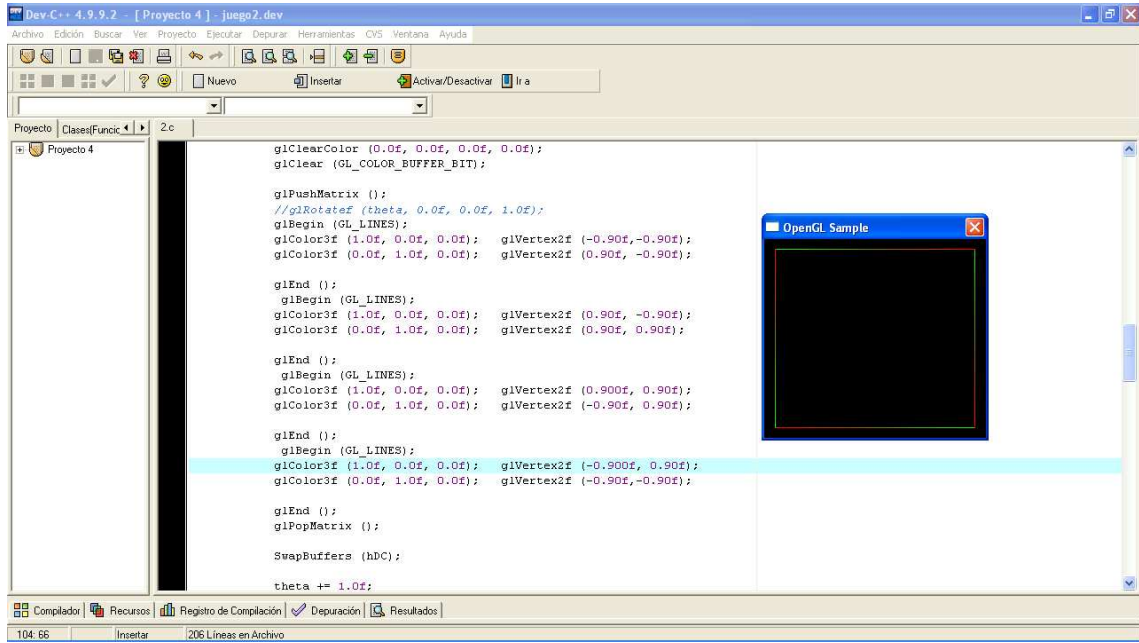 Dev-C++ 4.9.9.2 - [ Proyecto 4 ] - juego2.dev
Archivo Edición Buscar Ver Proyecto Ejecutar Depurar Herramientas CVS Ventana Ayuda
Nuevo Insertar Activar/Desactivar Ir a
Proyecto Clases(Funcic 2.c
Proyecto 4
glClearColor (0.0f, 0.0f, 0.0f, 0.0f);
glClear (GL_COLOR_BUFFER_BIT);
glPushMatrix ();
//glRotatef (theta, 0.0f, 0.0f, 1.0f);
glBegin (GL_LINES);
glColor3f (1.0f, 0.0f, 0.0f); glVertex2f (-0.90f,-0.90f);
glColor3f (0.0f, 1.0f, 0.0f); glVertex2f (0.90f, -0.90f);
glEnd ();
glBegin (GL_LINES);
glColor3f (1.0f, 0.0f, 0.0f); glVertex2f (0.90f, -0.90f);
glColor3f (0.0f, 1.0f, 0.0f); glVertex2f (0.90f, 0.90f);
glEnd ();
glBegin (GL_LINES);
glColor3f (1.0f, 0.0f, 0.0f); glVertex2f (0.900f, 0.90f);
glColor3f (0.0f, 1.0f, 0.0f); glVertex2f (-0.90f, 0.90f);
glEnd ();
glBegin (GL_LINES);
glColor3f (1.0f, 0.0f, 0.0f); glVertex2f (-0.900f, 0.90f);
glColor3f (0.0f, 1.0f, 0.0f); glVertex2f (-0.90f,-0.90f);
glEnd ();
glPopMatrix ();
SwapBuffers (hDC);
theta += 1.0f;
OpenGL Sample
Compilador Recursos Registro de Compilación Depuración Resultados
104: 66 Insertar 206 Líneas en Archivo